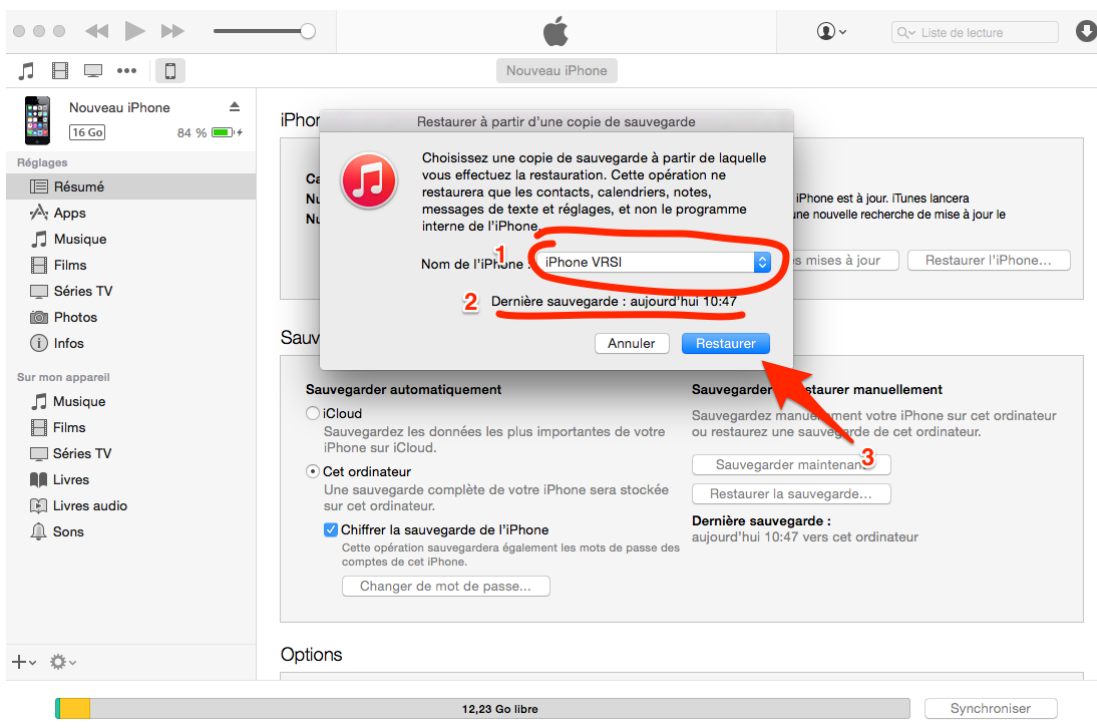 Liste de lecture
Nouveau iPhone
Nouveau iPhone
16 Go
84 %
Réglages
Résumé
Apps
Musique
Films
Séries TV
Photos
Infos
Sur mon appareil
Musique
Films
Séries TV
Livres
Livres audio
Sons
iPhon
Restaurer à partir d'une copie de sauvegarde
Choisissez une copie de sauvegarde à partir de laquelle
vous effectuez la restauration. Cette opération ne
restaurera que les contacts, calendriers, notes,
messages de texte et réglages, et non le programme
interne de l'iPhone.
1
Nom de l'iPhone : iPhone VRSI
2
Dernière sauvegarde : aujourd'hui 10:47
Annuler
Restaurer
Ca
Nu
Nu
iPhone est à jour. iTunes lancera
une nouvelle recherche de mise à jour le
s mises à jour
Restaurer l'iPhone...
Sauv
Sauvegarder automatiquement
iCloud
Sauvegardez les données les plus importantes de votre
iPhone sur iCloud.
Cet ordinateur
Une sauvegarde complète de votre iPhone sera stockée
sur cet ordinateur.
Chiffrer la sauvegarde de l'iPhone
Cette opération sauvegardera également les mots de passe des
comptes de cet iPhone.
Changer de mot de passe...
Sauvegarder staurer manuellement
Sauvegardez manuellement votre iPhone sur cet ordinateur
ou restaurez une sauvegarde de cet ordinateur.
3
Sauvegarder maintenan
Restaurer la sauvegarde...
Dernière sauvegarde :
aujourd'hui 10:47 vers cet ordinateur
Options
12,23 Go libre
Synchroniser